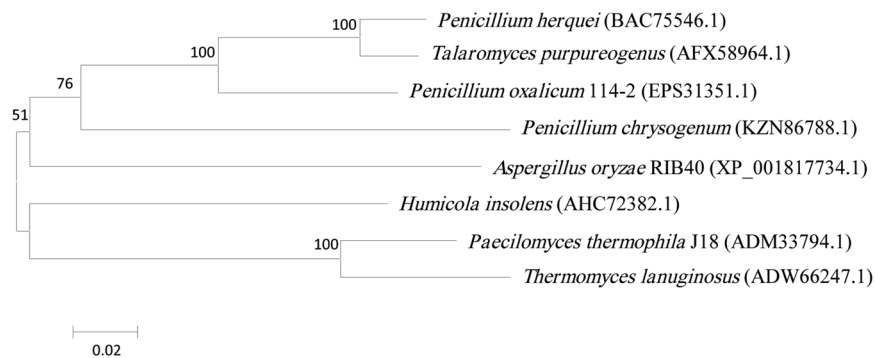 100 Penicillium herquei (BAC75546.1)
100 Talaromyces purpureogenus (AFX58964.1)
76 Penicillium oxalicum 114-2 (EPS31351.1)
51 Penicillium chrysogenum (KZN86788.1)
Aspergillus oryzae RIB40 (XP_001817734.1)
Humicola insolens (AHC72382.1)
100 Paecilomyces thermophila J18 (ADM33794.1)
Thermomyces lanuginosus (ADW66247.1)
0.02